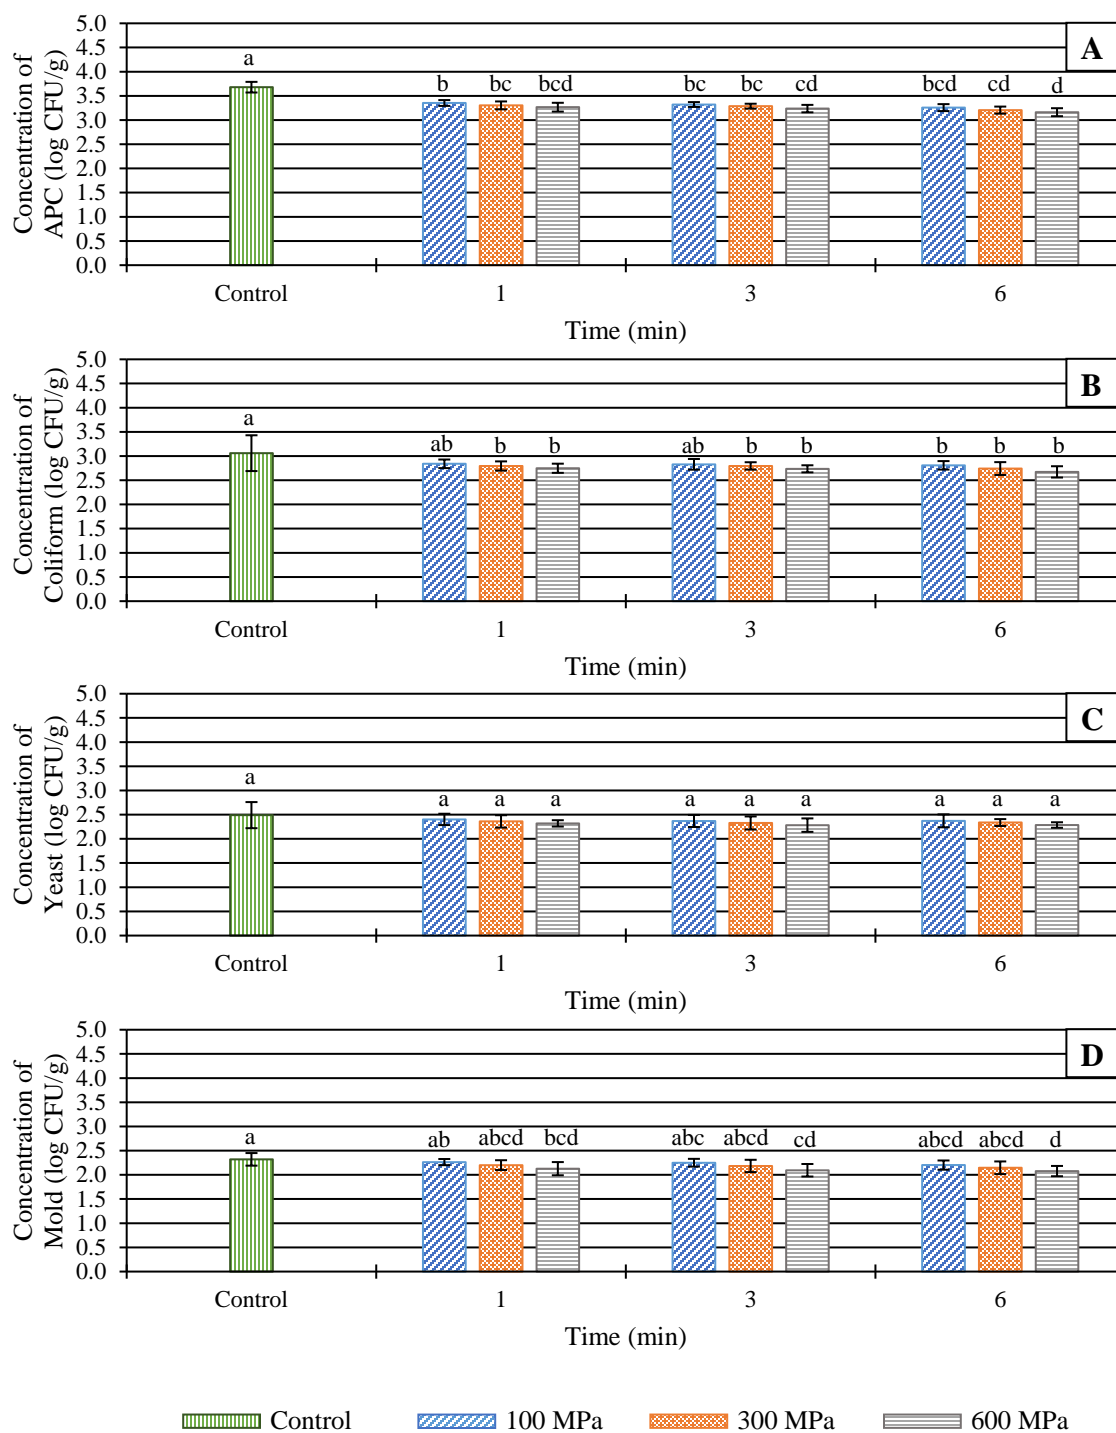 A
Concentration of
APC (log CFU/g)
5.0
4.5
4.0
3.5
3.0
2.5
2.0
1.5
1.0
0.5
0.0
a
b bc bcd
bc bc cd
bcd cd d
Control 1 3 6
Time (min)
B
Concentration of
Coliform (log CFU/g)
5.0
4.5
4.0
3.5
3.0
2.5
2.0
1.5
1.0
0.5
0.0
a
ab b b
ab b b
b b b
Control 1 3 6
Time (min)
C
Concentration of
Yeast (log CFU/g)
5.0
4.5
4.0
3.5
3.0
2.5
2.0
1.5
1.0
0.5
0.0
a
a a a
a a a
a a a
Control 1 3 6
Time (min)
D
Concentration of
Mold (log CFU/g)
5.0
4.5
4.0
3.5
3.0
2.5
2.0
1.5
1.0
0.5
0.0
a
ab abcd bcd
abc abcd cd
abcd abcd d
Control 1 3 6
Time (min)
Control 100 MPa 300 MPa 600 MPa